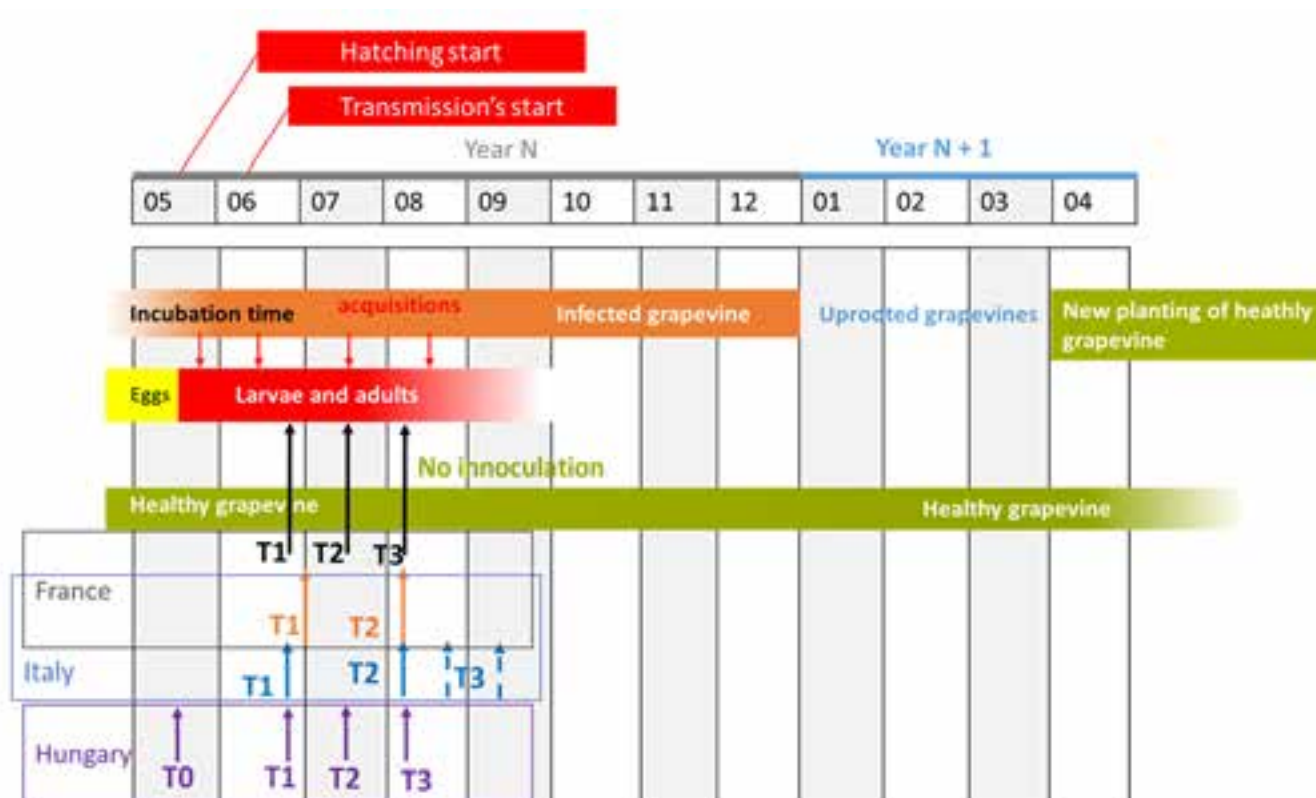 Hatching start
Transmission's start
Year N
Year N + 1
05 06 07 08 09 10 11 12 01 02 03 04
Incubation time
acquisitions
Infected grapevine
Uprooted grapevines
New planting of heathly
grapevine
Eggs
Larvae and adults
No innoculation
Healthy grapevine
Healthy grapevine
T1 T2 T3
France
T1 T2
Italy
T1 T2 T3
Hungary
T0 T1 T2 T3